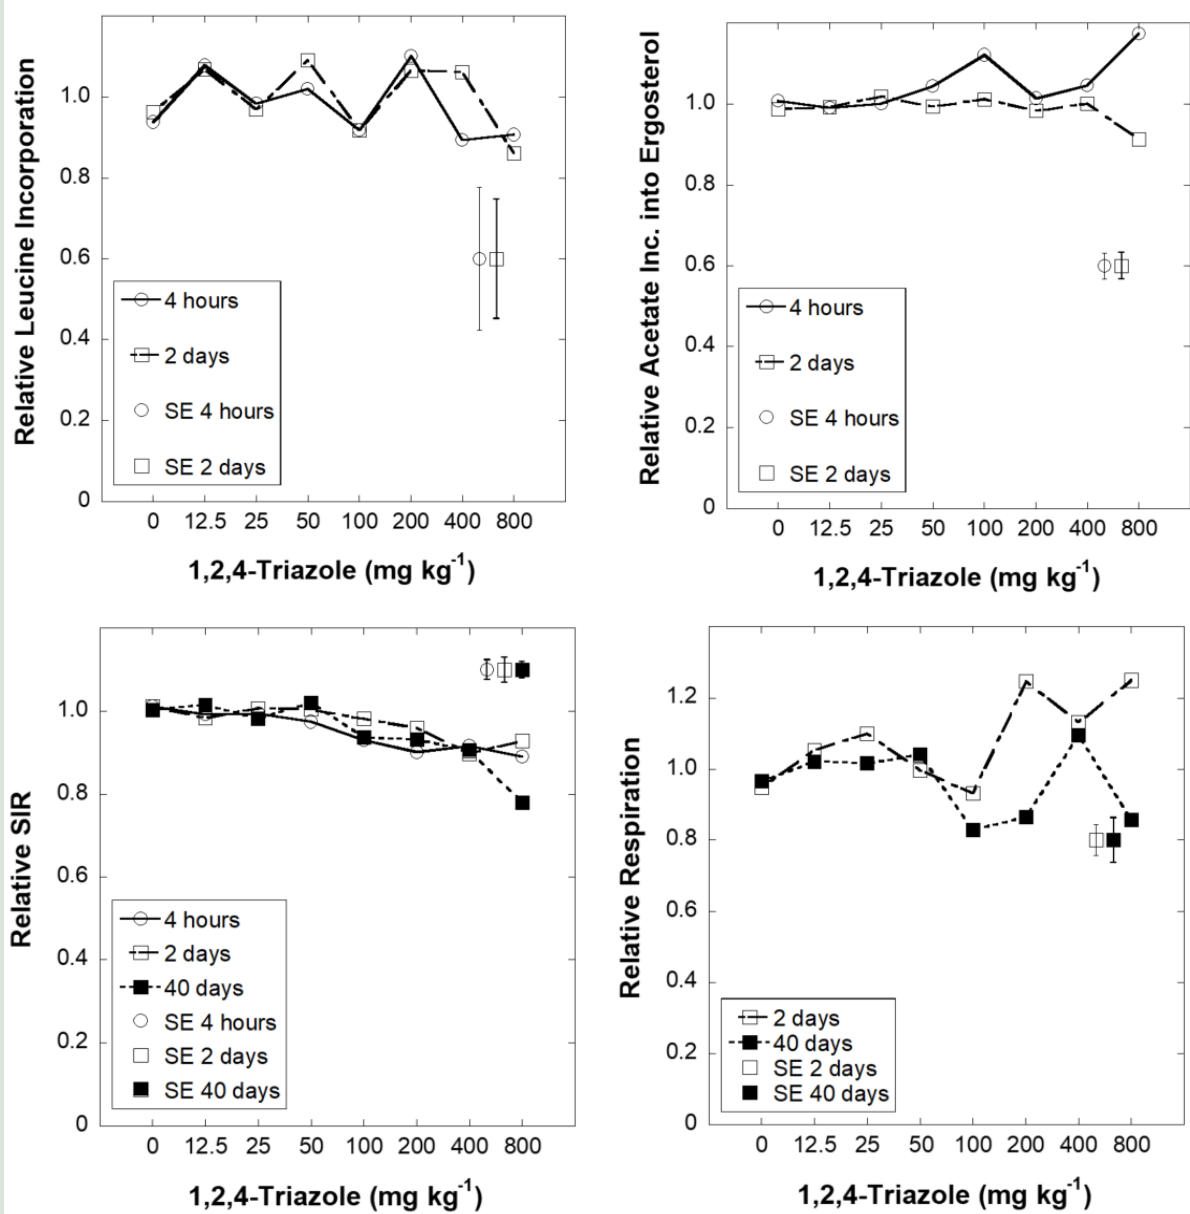 Relative Leucine Incorporation
1.0
0.8
0.6
0.4
0.2
0
4 hours
2 days
SE 4 hours
SE 2 days
0 12.5 25 50 100 200 400 800
1,2,4-Triazole (mg kg-1)
Relative Acetate Inc. into Ergosterol
1.0
0.8
0.6
0.4
0.2
0
4 hours
2 days
SE 4 hours
SE 2 days
0 12.5 25 50 100 200 400 800
1,2,4-Triazole (mg kg-1)
Relative SIR
1.0
0.8
0.6
0.4
0.2
0
4 hours
2 days
40 days
SE 4 hours
SE 2 days
SE 40 days
0 12.5 25 50 100 200 400 800
1,2,4-Triazole (mg kg-1)
Relative Respiration
1.2
1.0
0.8
0.6
0.4
0.2
0
2 days
40 days
SE 2 days
SE 40 days
0 12.5 25 50 100 200 400 800
1,2,4-Triazole (mg kg-1)